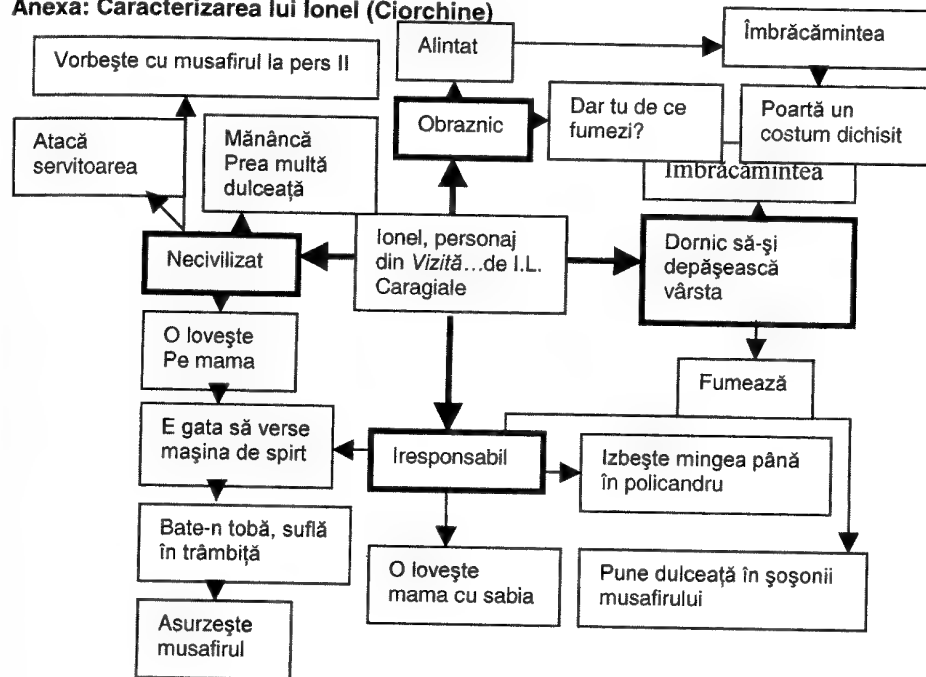 Anexa: Caracterizarea lui Ionel (Ciorchine)
Alintat
Îmbrăcămintea
Vorbeşte cu musafirul la pers II
Obraznic
Dar tu de ce
fumezi?
Poartă un
costum dichisit
Atacă
servitoarea
Mănâncă
Prea multă
dulceaţă
Îmbrăcămintea
Necivilizat
Ionel, personaj
din Vizită...de I.L.
Caragiale
Dornic să-şi
depăşească
vârsta
O loveşte
Pe mama
Fumează
E gata să verse
maşina de spirt
Iresponsabil
Izbeşte mingea până
în policandru
Bate-n tobă, suflă
în trâmbiţă
O loveşte
mama cu sabia
Pune dulceaţă în şoşonii
musafirului
Asurzeşte
musafirul